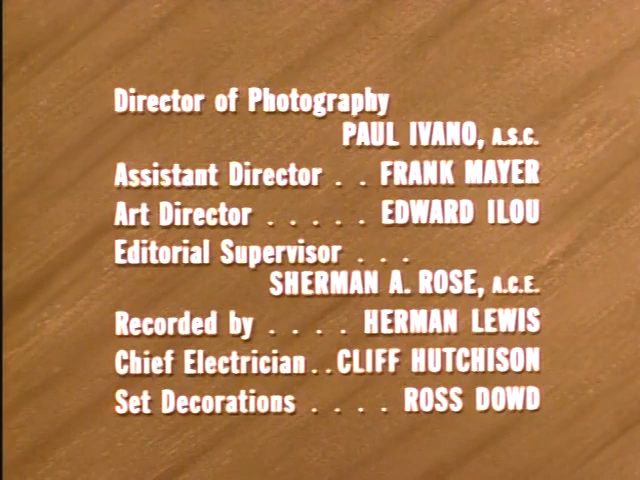 Director of Photography
PAUL IVANO, A.S.C.
Assistant Director . . FRANK MAYER
Art Director . . . . . EDWARD ILOU
Editorial Supervisor . . .
SHERMAN A. ROSE, A.C.E.
Recorded by . . . . HERMAN LEWIS
Chief Electrician . . CLIFF HUTCHISON
Set Decorations . . . . ROSS DOWD